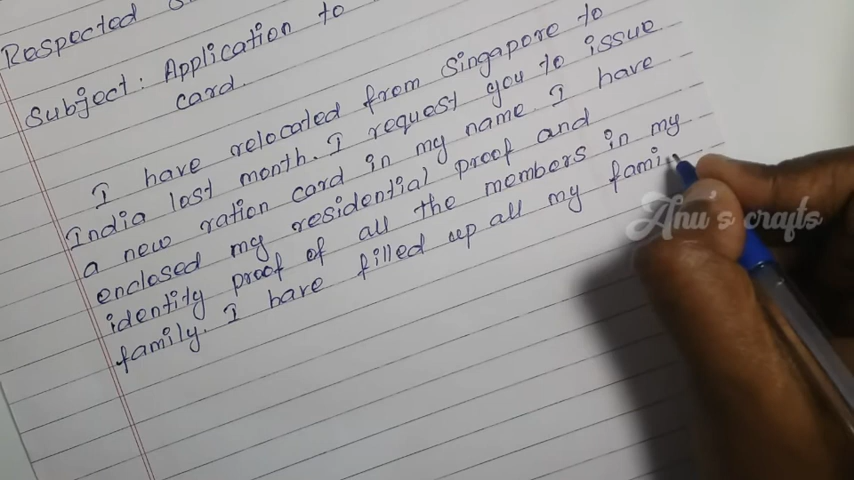 Respected
Subject: Application to
card.
I have relocated from Singapore to
India last month. I request you to issue
a new ration card in my name. I have
enclosed my residential proof and
identity proof of all the members in my
family. I have filled up all my fami
Anu's crafts